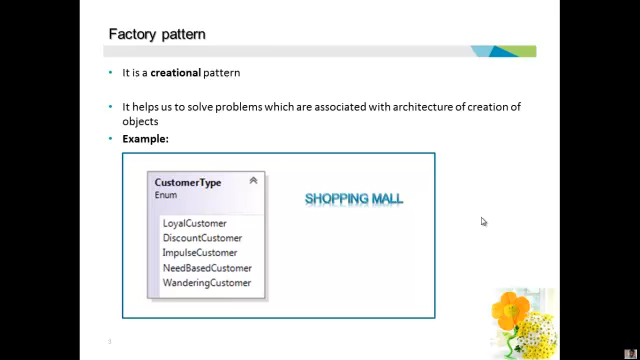 Factory pattern
• It is a creational pattern
• It helps us to solve problems which are associated with architecture of creation of
objects
• Example:
CustomerType
Enum
SHOPPING MALL
LoyalCustomer
DiscountCustomer
ImpulseCustomer
NeedBasedCustomer
WanderingCustomer